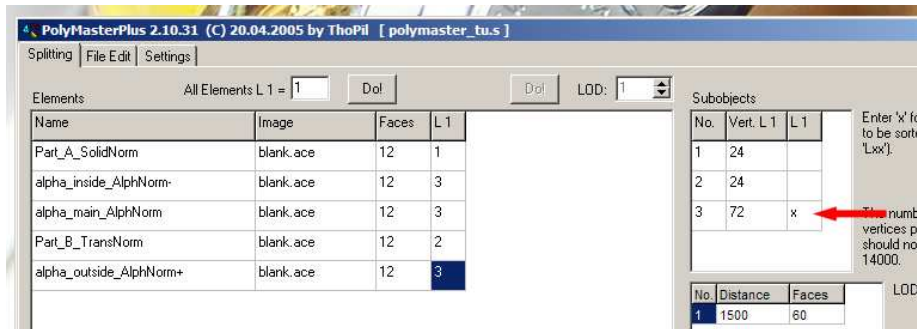 PolyMasterPlus 2.10.31 (C) 20.04.2005 by ThoPil [ polymaster_tu.s ]
Splitting File Edit Settings
All Elements L 1 = 1 Do! Do! LOD: 1
Elements
Name Image Faces L 1
Part_A_SolidNorm blank.ace 12 1
alpha_inside_AlphNorm- blank.ace 12 3
alpha_main_AlphNorm blank.ace 12 3
Part_B_TransNorm blank.ace 12 2
alpha_outside_AlphNorm+ blank.ace 12 3
Subobjects
No. Vert. L 1 L 1
1 24
2 24
3 72 x
Enter 'x' fo
to be sorte
'Lxx').
numb
vertices p
should no
14000.
LOD
No. Distance Faces
1 1500 60